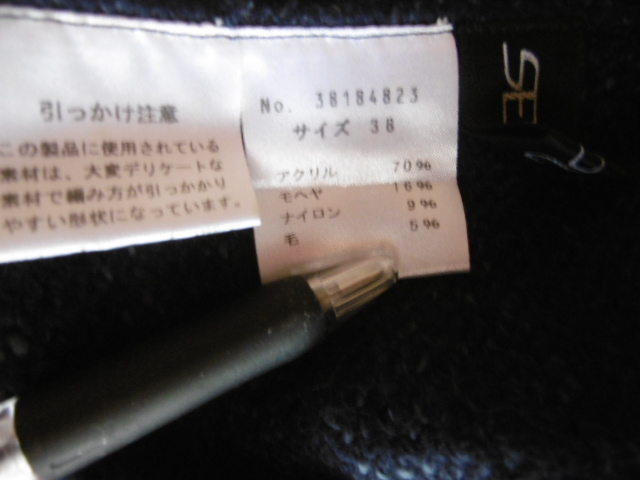 引っかけ注意
この製品に使用されている
素材は、大変デリケートな
素材で編み方が引っかかり
やすい形状になっています。
No. 38184823
サイズ 38
アクリル 70%
モヘヤ 16%
ナイロン 9%
毛 5%
SE